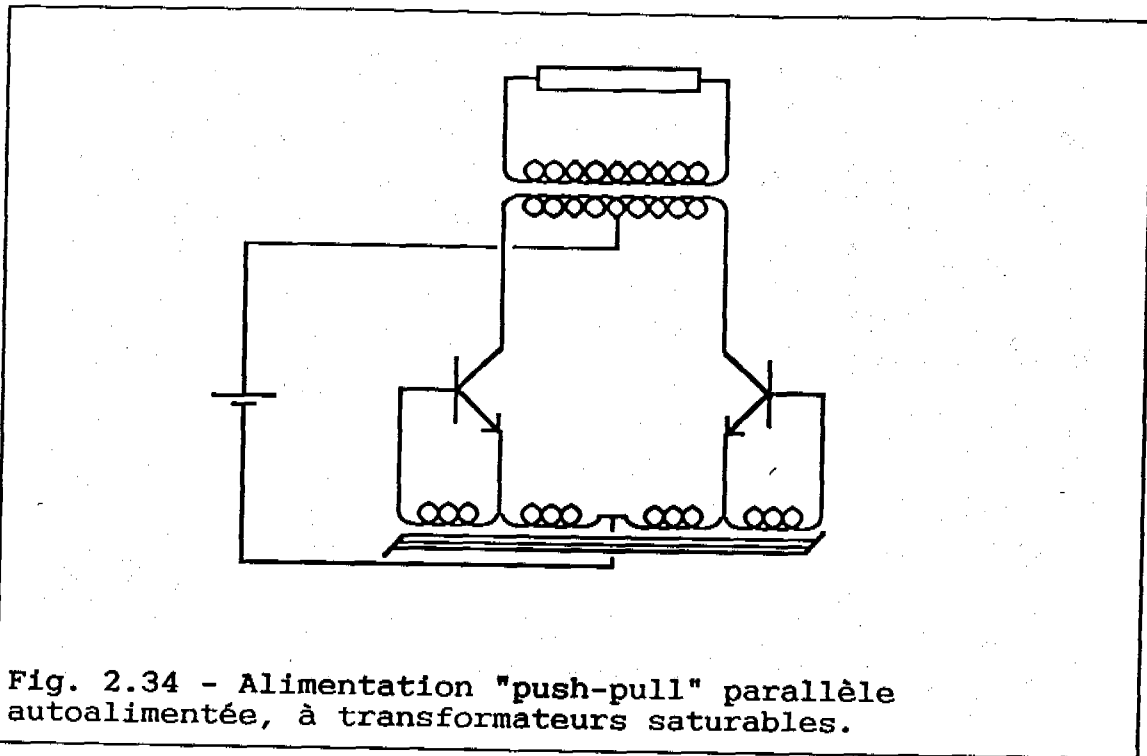 Fig. 2.34 - Alimentation "push-pull" parallèle
autoalimentée, à transformateurs saturables.